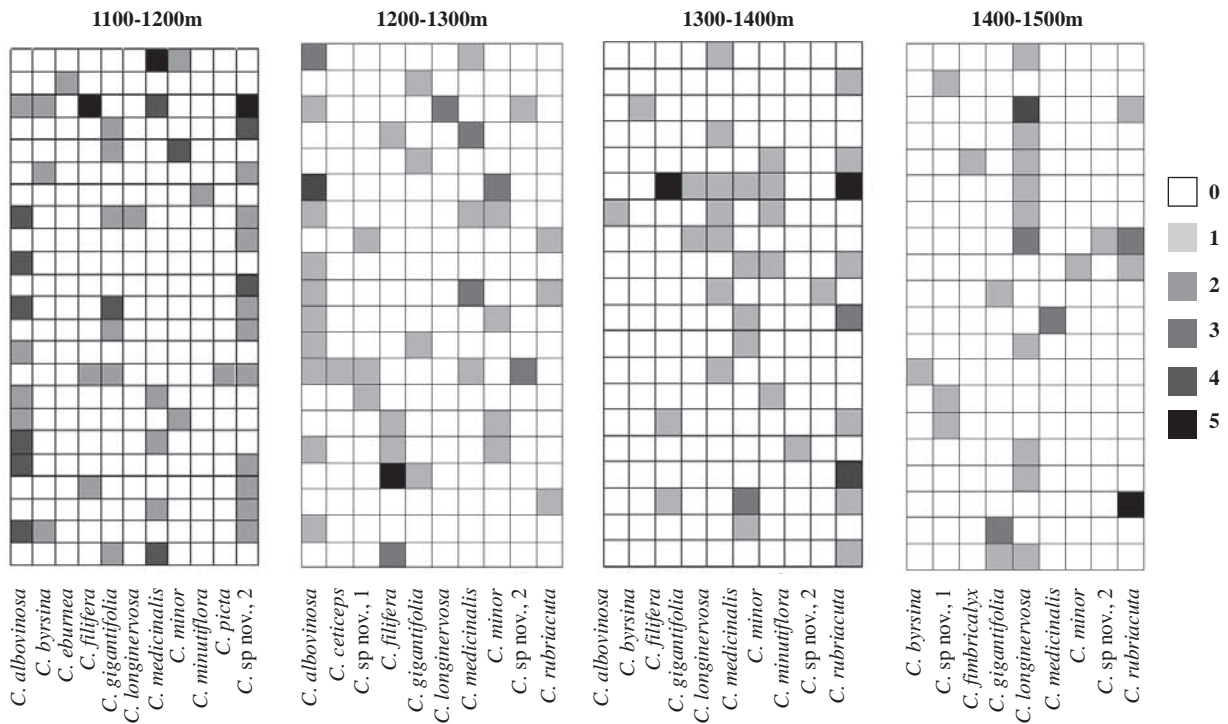 1100-1200m
1200-1300m
1300-1400m
1400-1500m
0
1
2
3
4
5
C. albovinosa
C. byrsina
C. eburnea
C. filifera
C. gigantifolia
C. longinervosa
C. medicinalis
C. minor
C. minutiflora
C. picta
C. sp nov., 2
C. albovinosa
C. ceticeps
C. sp nov., 1
C. filifera
C. gigantifolia
C. longinervosa
C. medicinalis
C. minor
C. sp nov., 2
C. rubriacuta
C. albovinosa
C. byrsina
C. filifera
C. gigantifolia
C. longinervosa
C. medicinalis
C. minor
C. minutiflora
C. sp nov., 2
C. rubriacuta
C. byrsina
C. sp nov., 1
C. fimbricalyx
C. gigantifolia
C. longinervosa
C. medicinalis
C. minor
C. sp nov., 2
C. rubriacuta